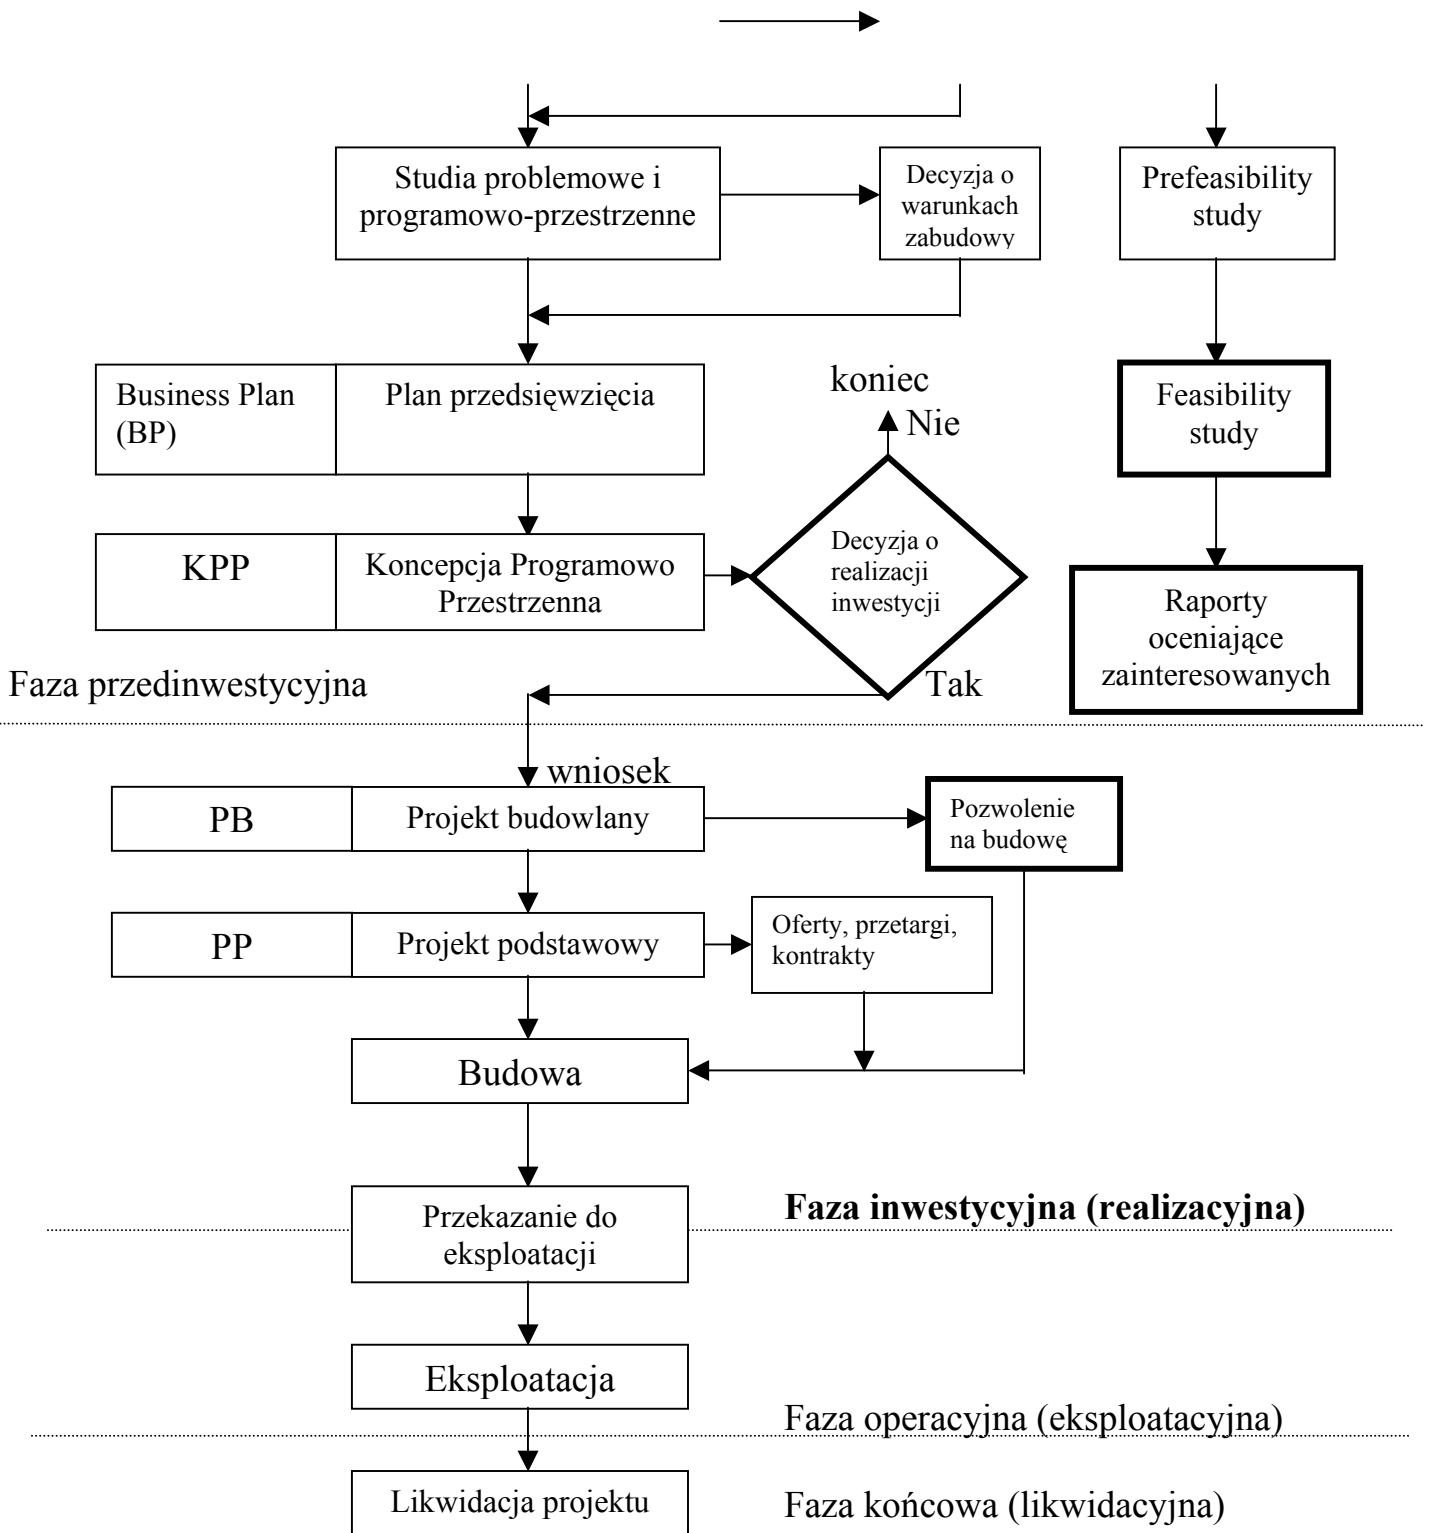 Studia problemowe i
programowo-przestrzenne
Decyzja o
warunkach
zabudowy
Prefeasibility
study
Business Plan
(BP)
Plan przedsięwzięcia
koniec
Nie
Feasibility
study
KPP
Koncepcja Programowo
Przestrzenna
Decyzja o
realizacji
inwestycji
Raporty
oceniające
zainteresowanych
Faza przedinwestycyjna
Tak
wniosek
PB
Projekt budowlany
Pozwolenie
na budowę
PP
Projekt podstawowy
Oferty, przetargi,
kontrakty
Budowa
Przekazanie do
eksploatacji
Faza inwestycyjna (realizacyjna)
Eksploatacja
Faza operacyjna (eksploatacyjna)
Likwidacja projektu
Faza końcowa (likwidacyjna)